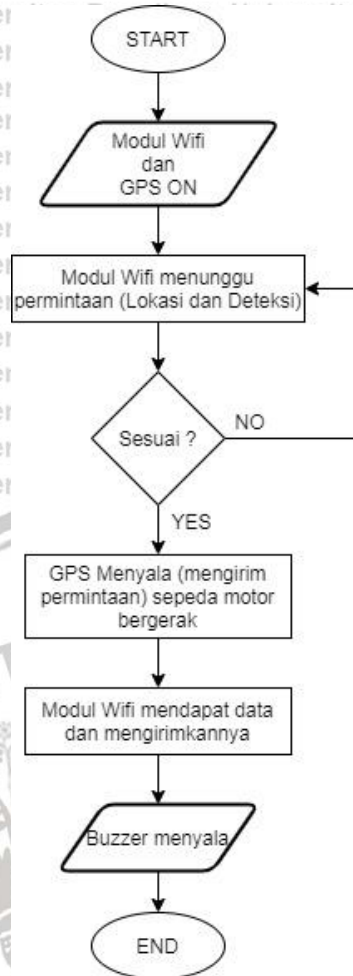 START
Modul Wifi
dan
GPS ON
Modul Wifi menunggu
permintaan (Lokasi dan Deteksi)
Sesuai ?
NO
YES
GPS Menyala (mengirim
permintaan) sepeda motor
bergerak
Modul Wifi mendapat data
dan mengirimkannya
Buzzer menyala
END